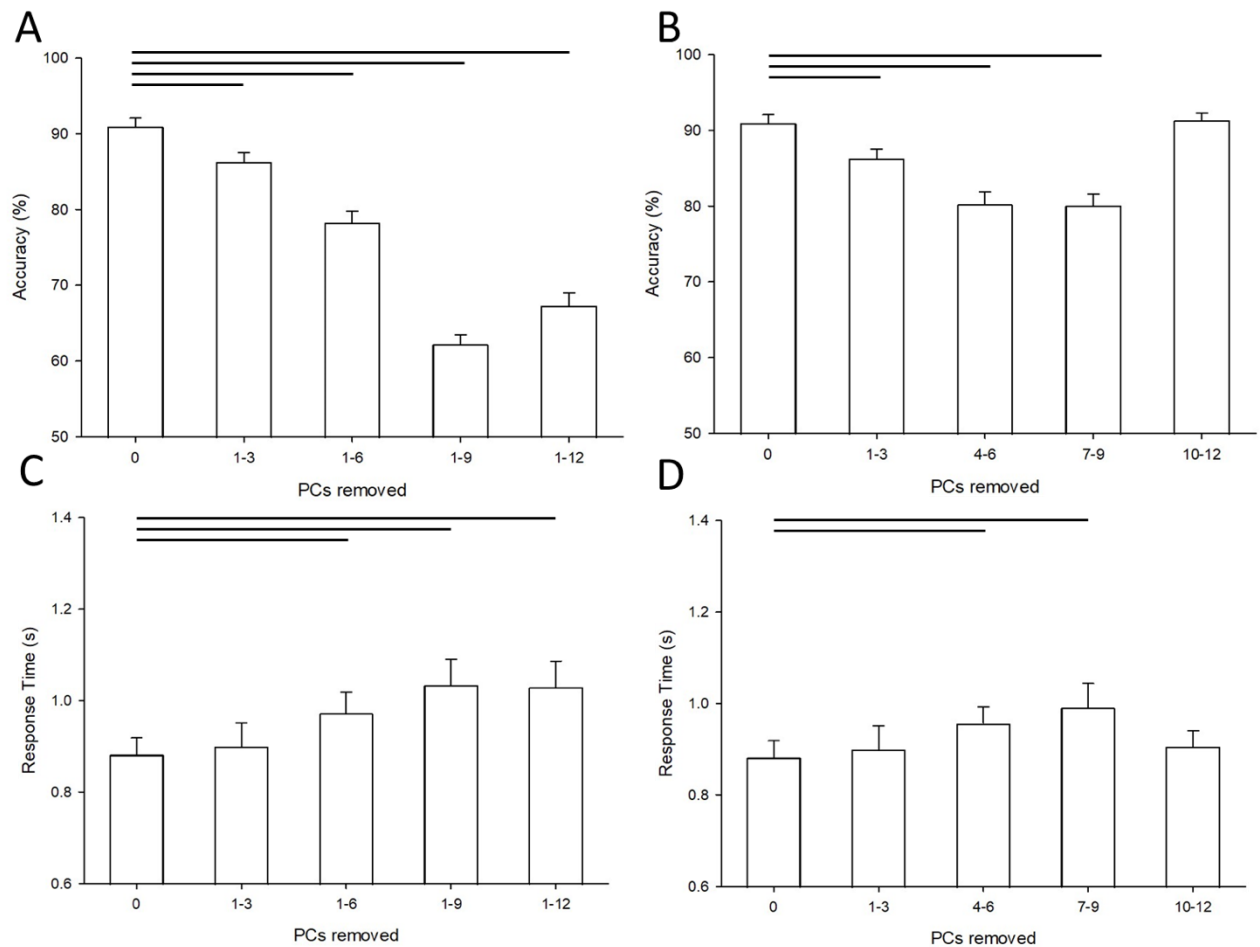 A
100
90
80
70
60
50
Accuracy (%)
0 1-3 1-6 1-9 1-12
PCs removed
B
100
90
80
70
60
50
Accuracy (%)
0 1-3 4-6 7-9 10-12
PCs removed
C
1.4
1.2
1.0
0.8
0.6
Response Time (s)
0 1-3 1-6 1-9 1-12
PCs removed
D
1.4
1.2
1.0
0.8
0.6
Response Time (s)
0 1-3 4-6 7-9 10-12
PCs removed